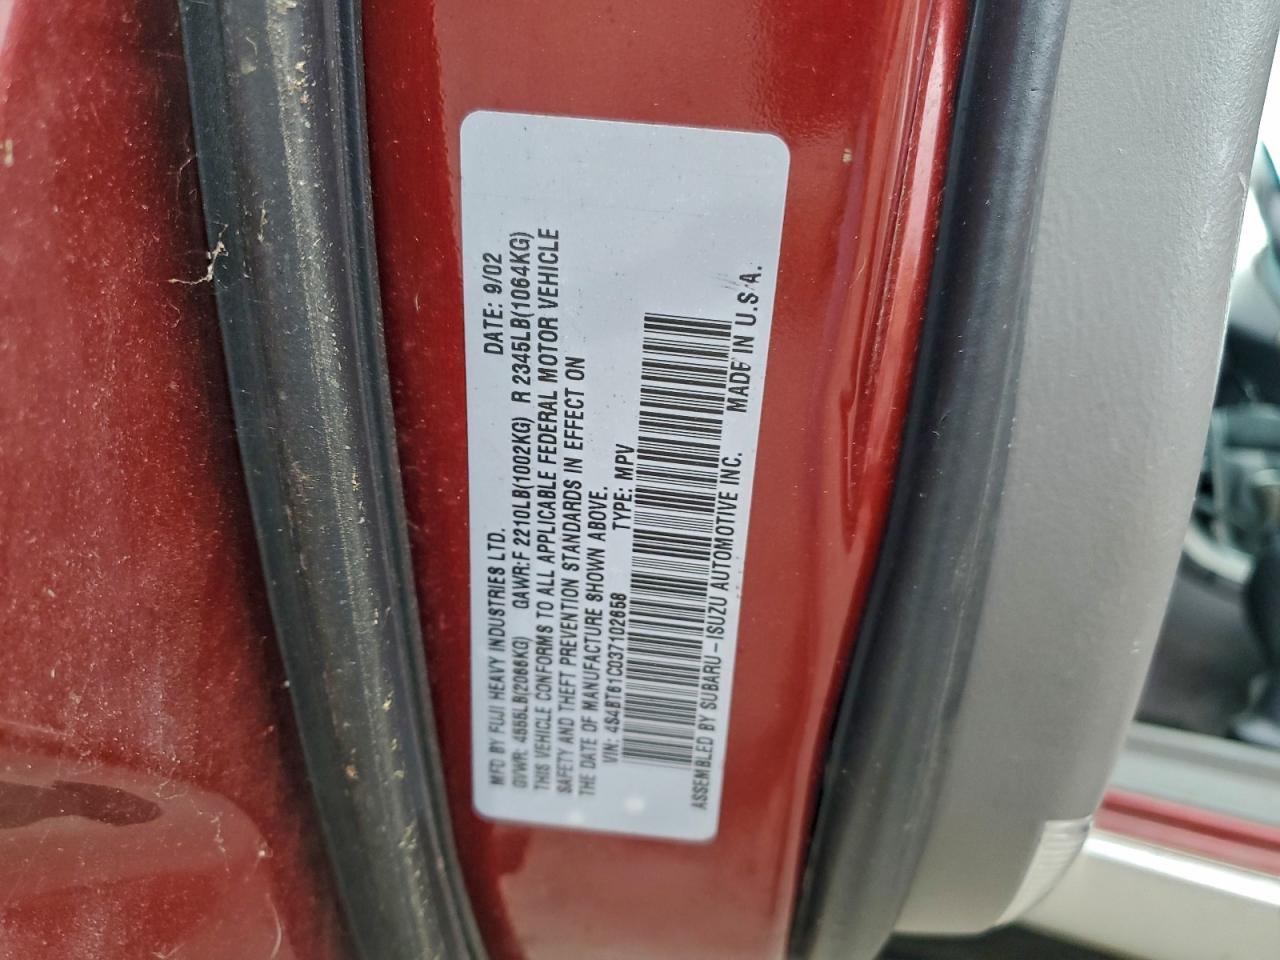 MFD BY FUJI HEAVY INDUSTRIES LTD. DATE: 9/02
GVWR: 4555LB(2066KG) GAWR:F 2210LB(1002KG) R 2345LB(1064KG)
THIS VEHICLE CONFORMS TO ALL APPLICABLE FEDERAL MOTOR VEHICLE
SAFETY AND THEFT PREVENTION STANDARDS IN EFFECT ON
THE DATE OF MANUFACTURE SHOWN ABOVE.
VIN: 4S4BT61C037102658 TYPE: MPV
ASSEMBLED BY SUBARU-ISUZU AUTOMOTIVE INC. MADE IN U.S.A.